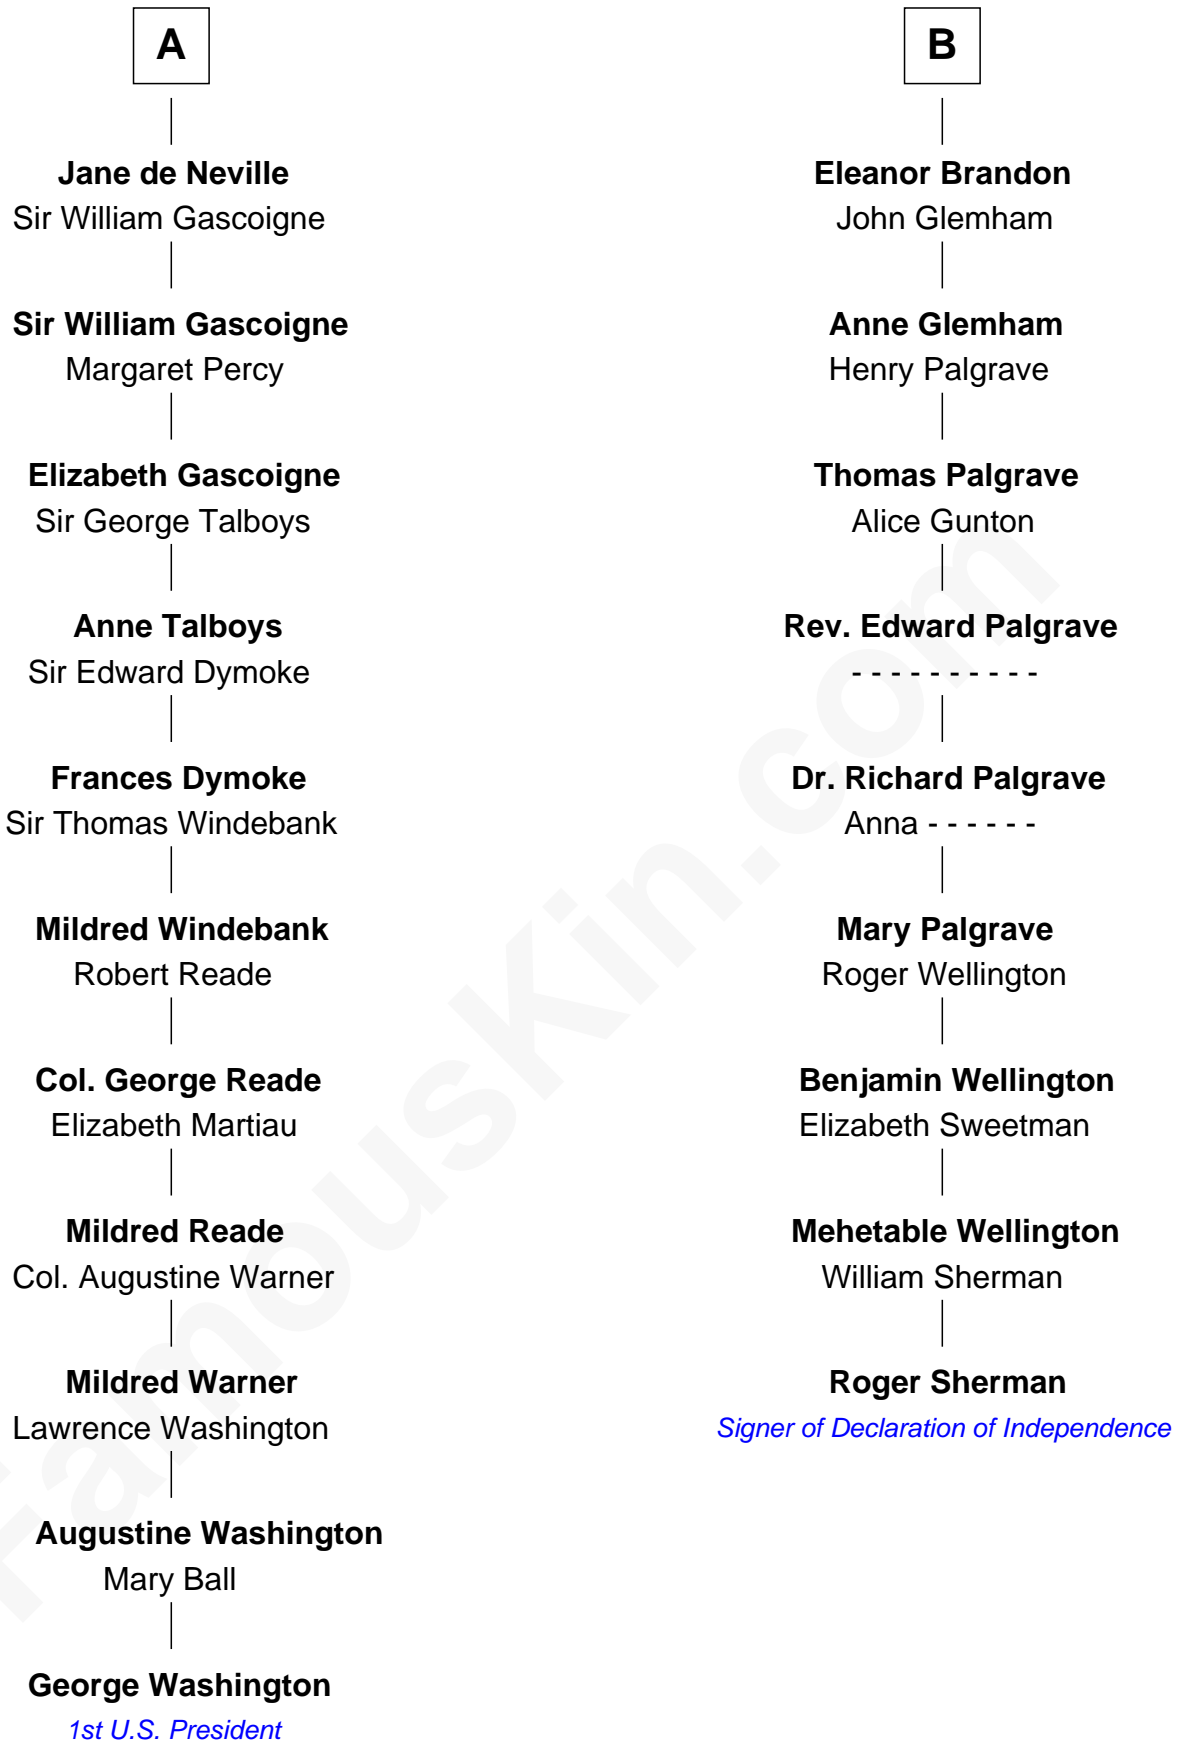 A
Jane de Neville
Sir William Gascoigne
Sir William Gascoigne
Margaret Percy
Elizabeth Gascoigne
Sir George Talboys
Anne Talboys
Sir Edward Dymoke
Frances Dymoke
Sir Thomas Windebank
Mildred Windebank
Robert Reade
Col. George Reade
Elizabeth Martiau
Mildred Reade
Col. Augustine Warner
Mildred Warner
Lawrence Washington
Augustine Washington
Mary Ball
George Washington
1st U.S. President
B
Eleanor Brandon
John Glemham
Anne Glemham
Henry Palgrave
Thomas Palgrave
Alice Gunton
Rev. Edward Palgrave
- - - - - - - - - -
Dr. Richard Palgrave
Anna - - - - - -
Mary Palgrave
Roger Wellington
Benjamin Wellington
Elizabeth Sweetman
Mehetable Wellington
William Sherman
Roger Sherman
Signer of Declaration of Independence
FamousKin.com